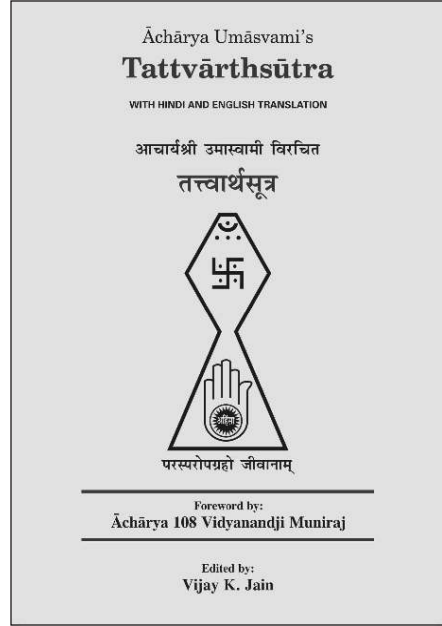 Āchārya Umāsvami's
Tattvārthsūtra
WITH HINDI AND ENGLISH TRANSLATION
आचार्यश्री उमास्वामी विरचित
तत्त्वार्थसूत्र
अहिंसा
परस्परोपग्रहो जीवानाम्
Foreword by:
Āchārya 108 Vidyanandji Muniraj
Edited by:
Vijay K. Jain